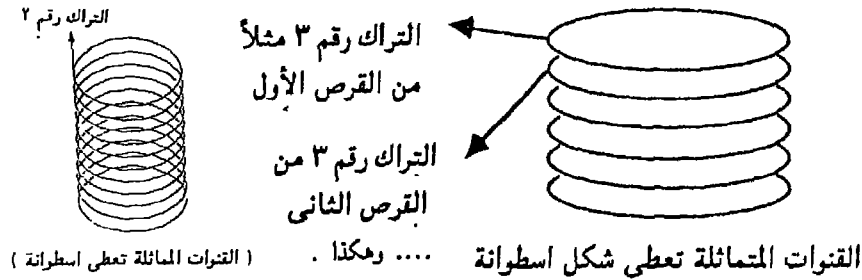 التراك رقم ٣ مثلاً
من القرص الأول
التراك رقم ٣ من
القرص الثانى
.... وهكذا .
القنوات المتماثلة تعطى شكل اسطوانة
التراك رقم ٢
( القنوات المماثلة تعطى اسطوانة )